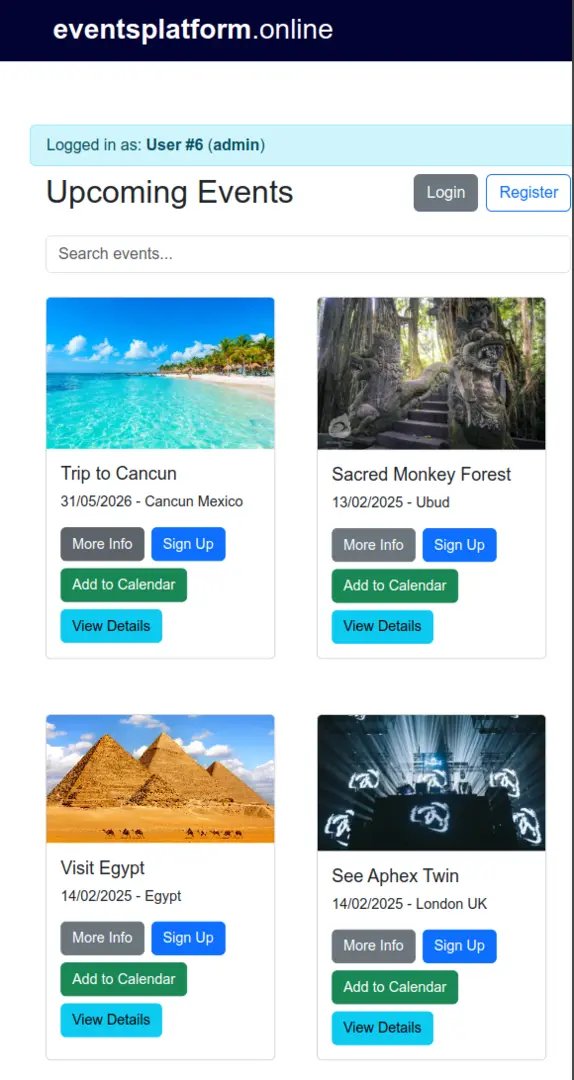 eventsplatform.online
Logged in as: User #6 (admin)
Upcoming Events
Login
Register
Search events...
Trip to Cancun
31/05/2026 - Cancun Mexico
More Info
Sign Up
Add to Calendar
View Details
Sacred Monkey Forest
13/02/2025 - Ubud
More Info
Sign Up
Add to Calendar
View Details
Visit Egypt
14/02/2025 - Egypt
More Info
Sign Up
Add to Calendar
View Details
See Aphex Twin
14/02/2025 - London UK
More Info
Sign Up
Add to Calendar
View Details